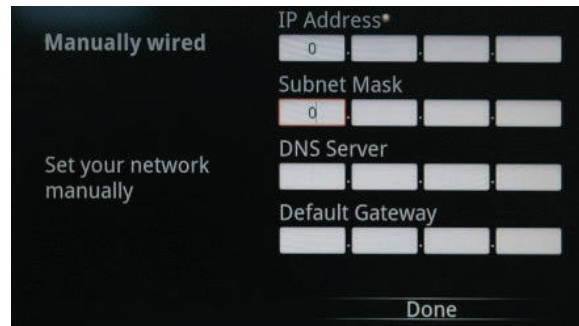 Manually wired
IP Address*
0 . . .
Subnet Mask
0 . . .
Set your network
manually
DNS Server
. . .
Default Gateway
. . .
Done